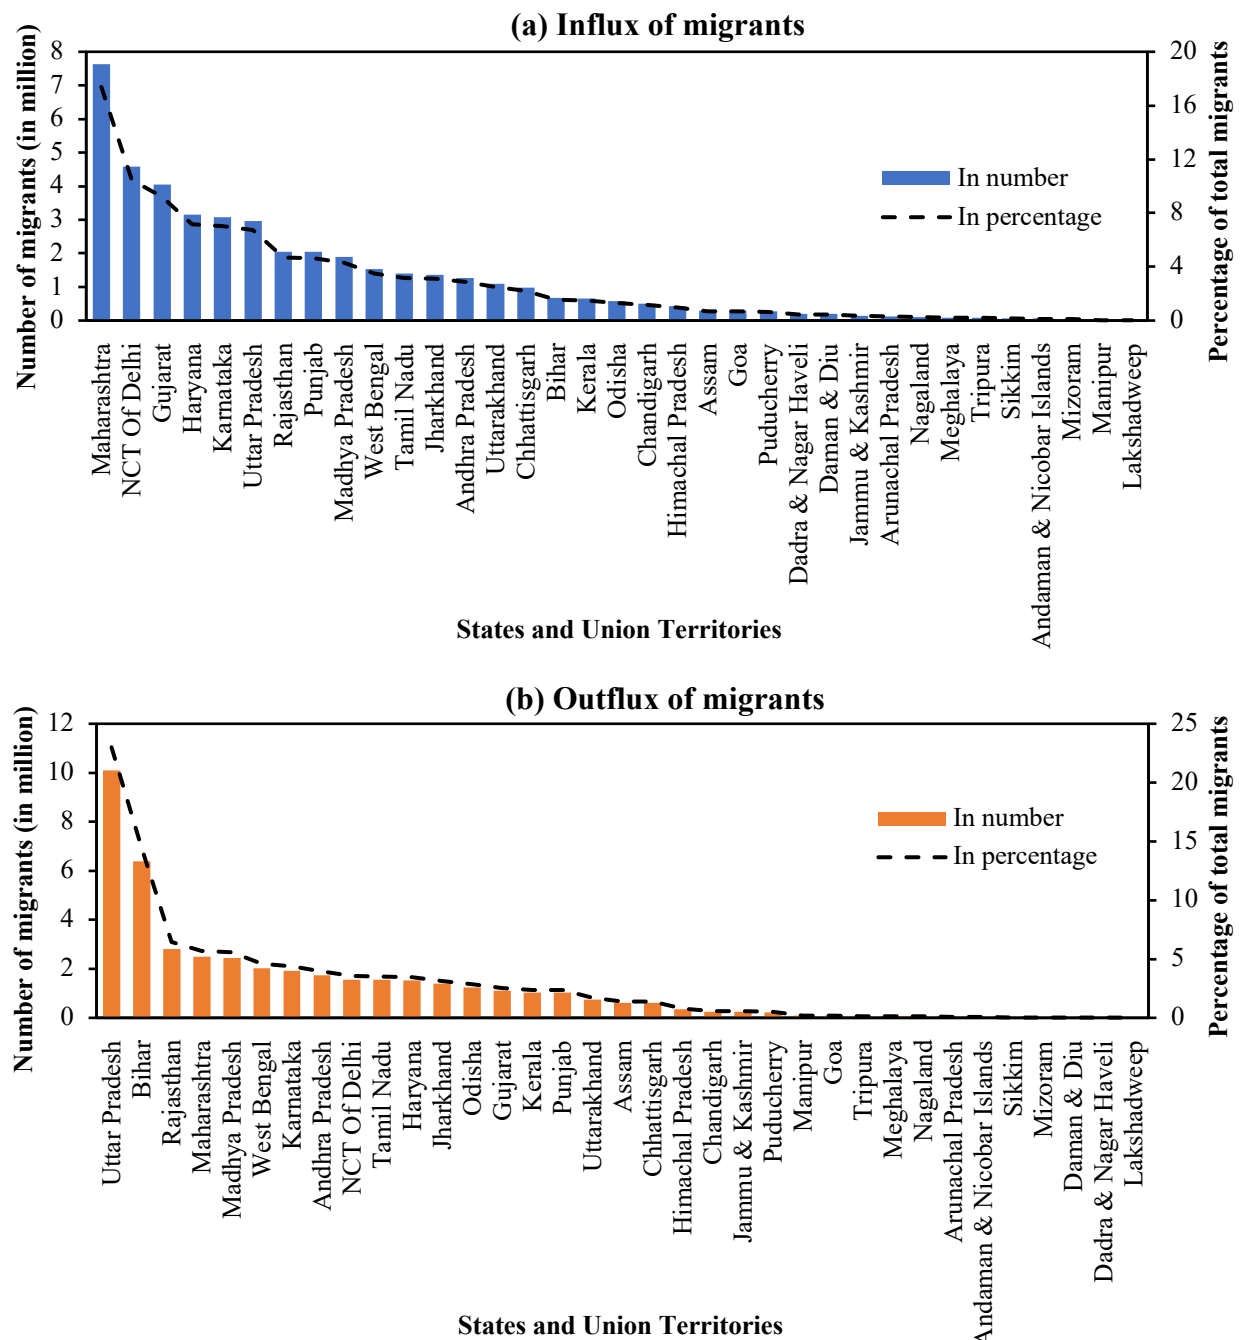 (a) Influx of migrants
Number of migrants (in million)
8
7
6
5
4
3
2
1
0
20
16
12
8
4
0
Percentage of total migrants
In number
In percentage
Maharashtra
NCT Of Delhi
Gujarat
Haryana
Karnataka
Uttar Pradesh
Rajasthan
Punjab
Madhya Pradesh
West Bengal
Tamil Nadu
Jharkhand
Andhra Pradesh
Uttarakhand
Chhattisgarh
Bihar
Kerala
Odisha
Chandigarh
Himachal Pradesh
Assam
Goa
Puducherry
Dadra & Nagar Haveli
Daman & Diu
Jammu & Kashmir
Arunachal Pradesh
Nagaland
Meghalaya
Tripura
Sikkim
Andaman & Nicobar Islands
Mizoram
Manipur
Lakshadweep
States and Union Territories
(b) Outflux of migrants
Number of migrants (in million)
12
10
8
6
4
2
0
25
20
15
10
5
0
Percentage of total migrants
In number
In percentage
Uttar Pradesh
Bihar
Rajasthan
Maharashtra
Madhya Pradesh
West Bengal
Karnataka
Andhra Pradesh
NCT Of Delhi
Tamil Nadu
Haryana
Jharkhand
Odisha
Gujarat
Kerala
Punjab
Uttarakhand
Assam
Chhattisgarh
Himachal Pradesh
Chandigarh
Jammu & Kashmir
Puducherry
Manipur
Goa
Tripura
Meghalaya
Nagaland
Arunachal Pradesh
Andaman & Nicobar Islands
Sikkim
Mizoram
Daman & Diu
Dadra & Nagar Haveli
Lakshadweep
States and Union Territories